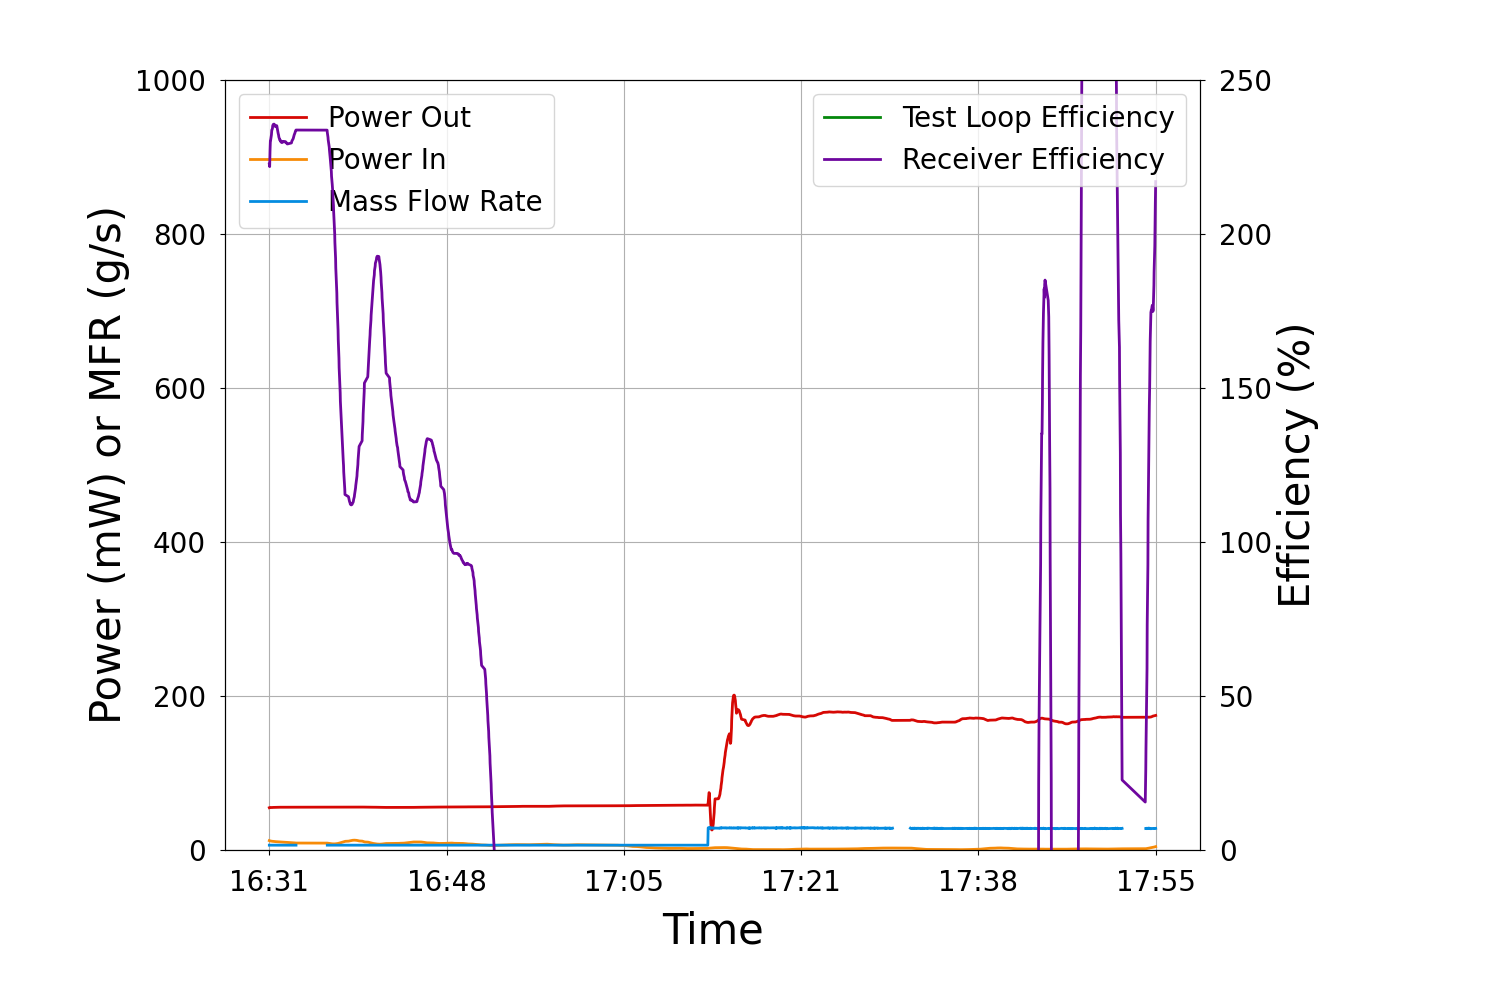 1000
800
600
400
200
0
Power (mW) or MFR (g/s)
Power Out
Power In
Mass Flow Rate
Test Loop Efficiency
Receiver Efficiency
250
200
150
100
50
0
Efficiency (%)
16:31 16:48 17:05 17:21 17:38 17:55
Time